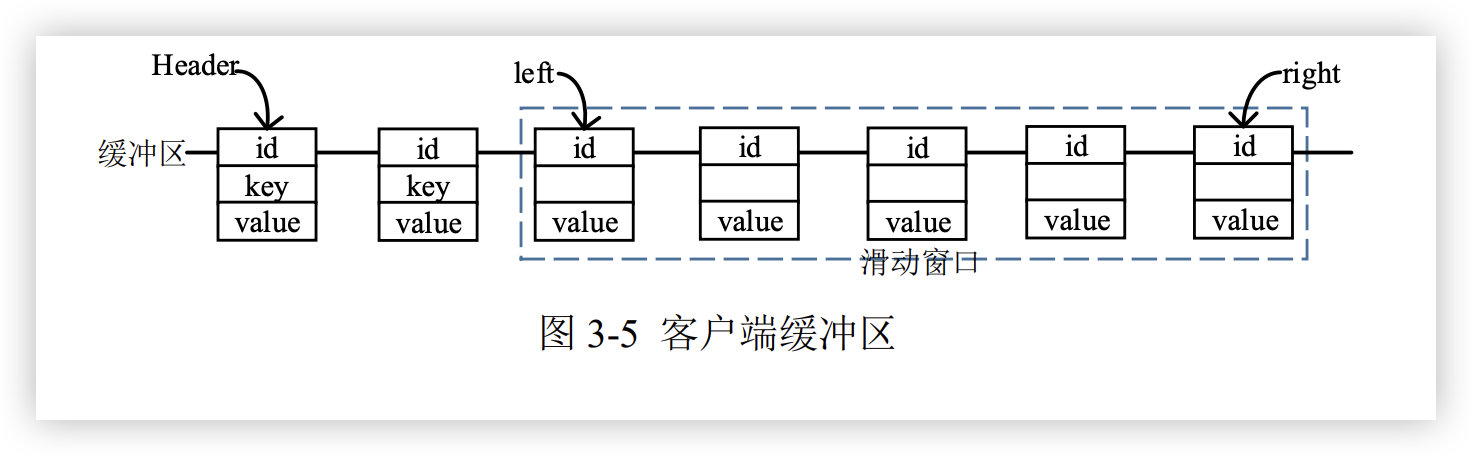 Header left right
缓冲区 id id id id id id id
key key
value value value value value value value
滑动窗口
图 3-5 客户端缓冲区